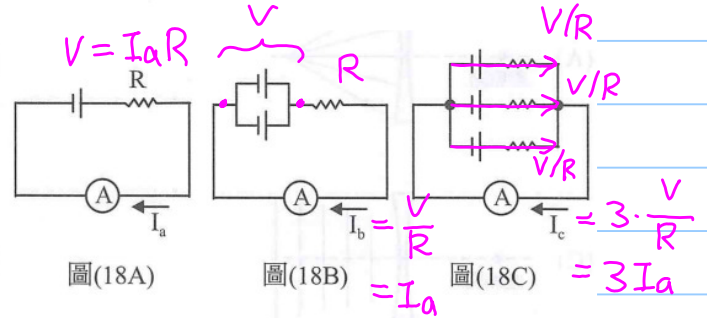 V = IaR
R
A
Ia
圖(18A)
V
R
A
Ib = V/R
= Ia
圖(18B)
V/R
V/R
V/R
A
Ic = 3·V/R
= 3Ia
圖(18C)